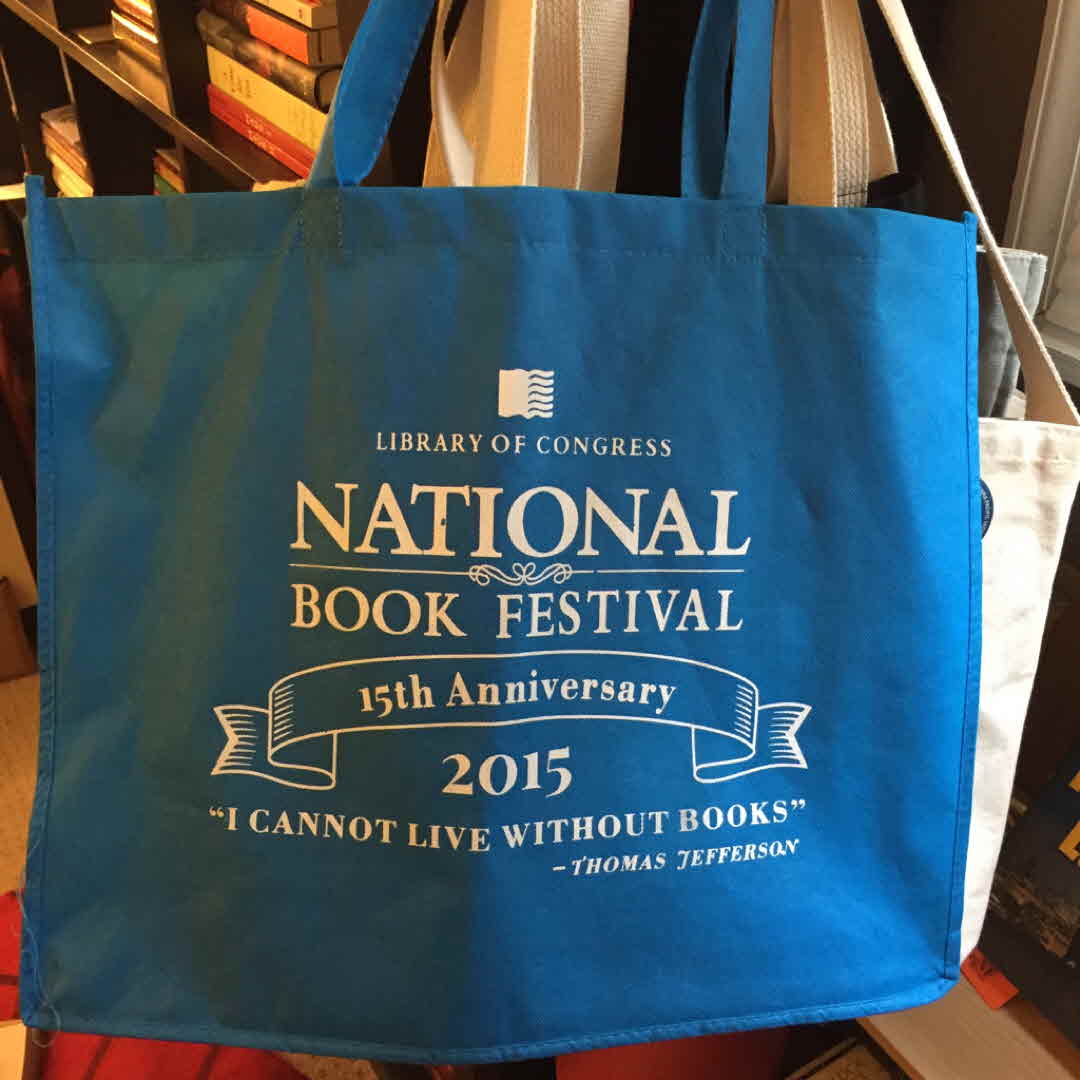 LIBRARY OF CONGRESS
NATIONAL
BOOK FESTIVAL
15th Anniversary
2015
“I CANNOT LIVE WITHOUT BOOKS”
– THOMAS JEFFERSON